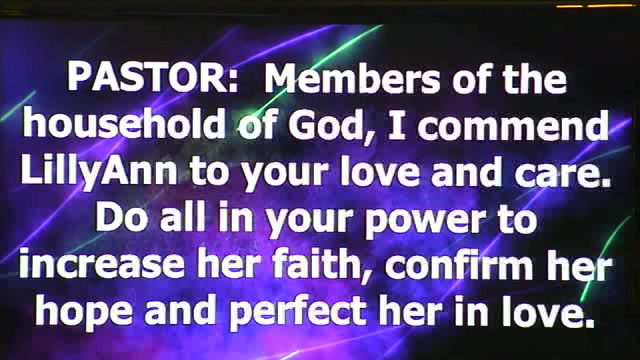 PASTOR:  Members of the
household of God, I commend
LillyAnn to your love and care.
Do all in your power to
increase her faith, confirm her
hope and perfect her in love.